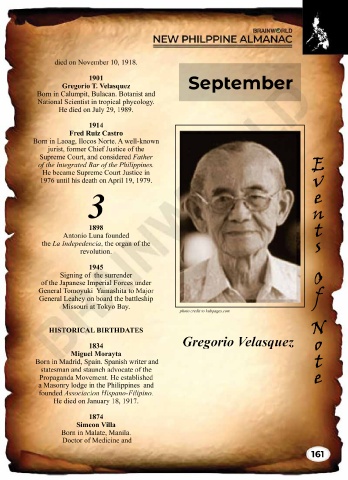 BRAINWORLD
NEW PHILPPINE ALMANAC
died on November 10, 1918.
1901
Gregorio T. Velasquez
Born in Calumpit, Bulacan. Botanist and
National Scientist in tropical phycology.
He died on July 29, 1989.
1914
Fred Ruiz Castro
Born in Laoag, Ilocos Norte. A well-known
jurist, former Chief Justice of the
Supreme Court, and considered Father
of the Integrated Bar of the Philippines.
He became Supreme Court Justice in
1976 until his death on April 19, 1979.
3
1898
Antonio Luna founded
the La Indepedencia, the organ of the
revolution.
1945
Signing of the surrender
of the Japanese Imperial Forces under
General Tomoyuki Yamashita to Major
General Leahey on board the battleship
Missouri at Tokyo Bay.
HISTORICAL BIRTHDATES
1834
Miguel Morayta
Born in Madrid, Spain. Spanish writer and
statesman and staunch advocate of the
Propaganda Movement. He established
a Masonry lodge in the Philippines and
founded Associacion Hispano-Filipino.
He died on January 18, 1917.
1874
Simeon Villa
Born in Malate, Manila.
Doctor of Medicine and
September
photo credit to bulpages.com
Gregorio Velasquez
Events Of Note
161